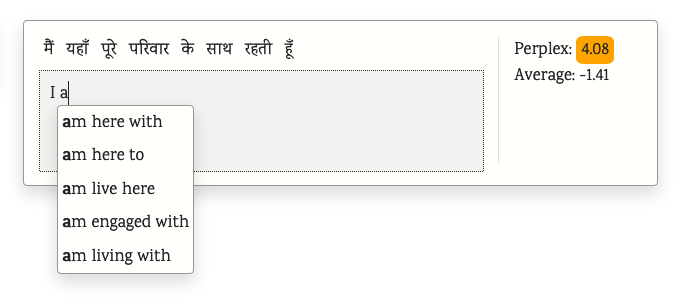 मैं यहाँ पूरे परिवार के साथ रहती हूँ
I a
am here with
am here to
am live here
am engaged with
am living with
Perplex: 4.08
Average: -1.41